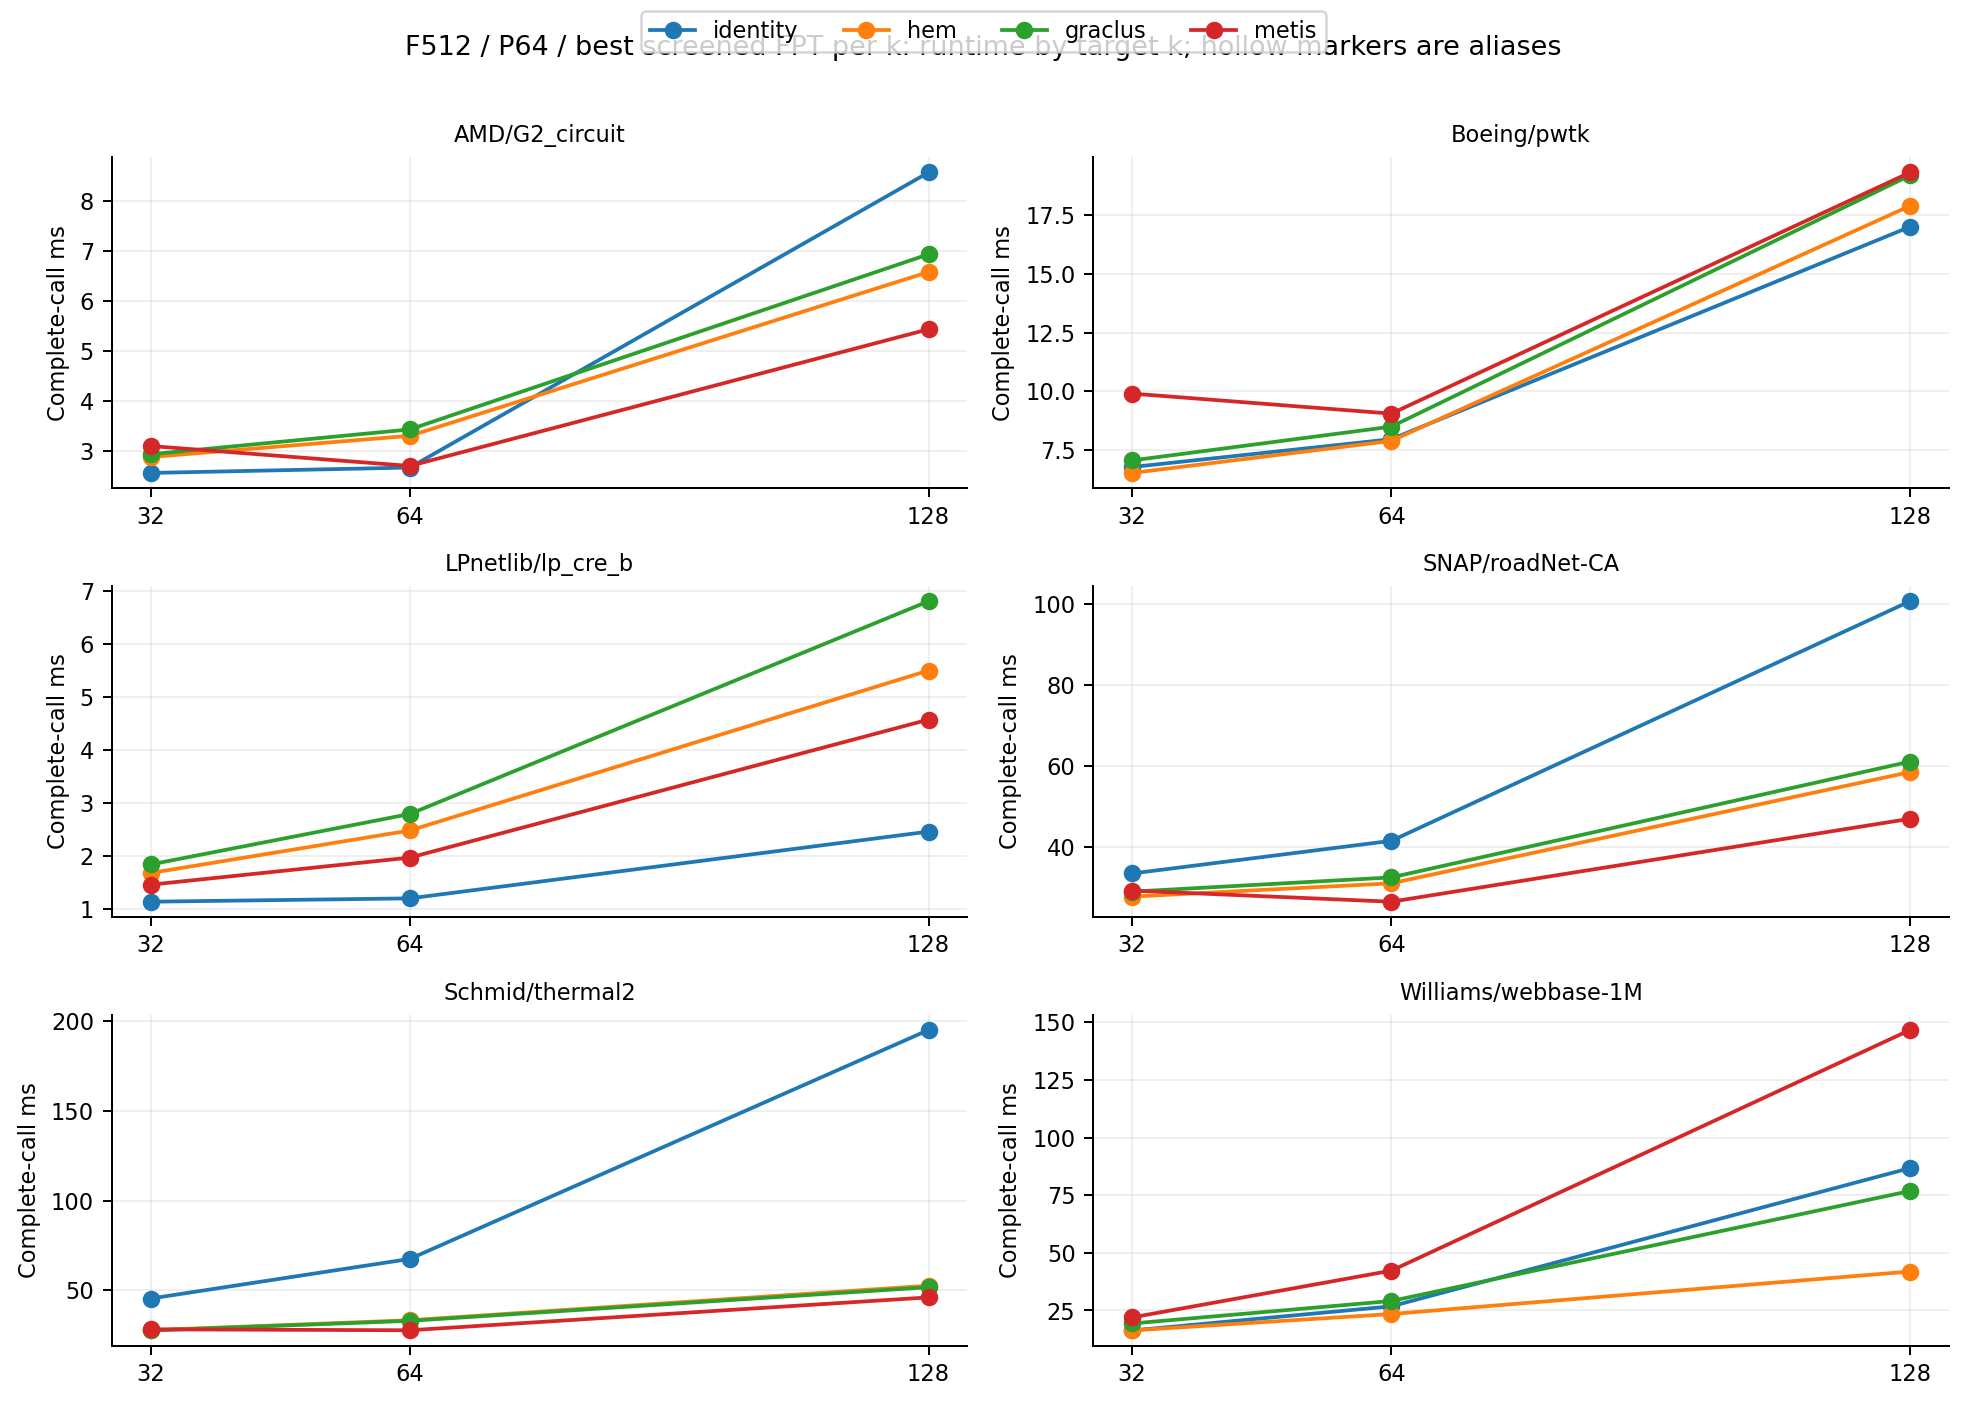 identity hem graclus metis
F512 / P64 / best screened FPT per k: runtime by target k; hollow markers are aliases
AMD/G2_circuit
Complete-call ms
8
7
6
5
4
3
32 64 128
Boeing/pwtk
Complete-call ms
17.5
15.0
12.5
10.0
7.5
32 64 128
LPnetlib/lp_cre_b
Complete-call ms
7
6
5
4
3
2
1
32 64 128
SNAP/roadNet-CA
Complete-call ms
100
80
60
40
32 64 128
Schmid/thermal2
Complete-call ms
200
150
100
50
32 64 128
Williams/webbase-1M
Complete-call ms
150
125
100
75
50
25
32 64 128